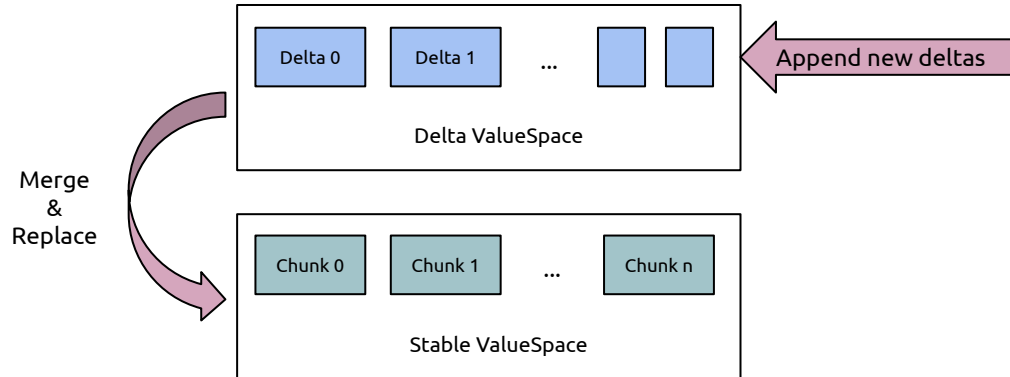 Delta 0
Delta 1
...
Append new deltas
Delta ValueSpace
Merge
&
Replace
Chunk 0
Chunk 1
...
Chunk n
Stable ValueSpace